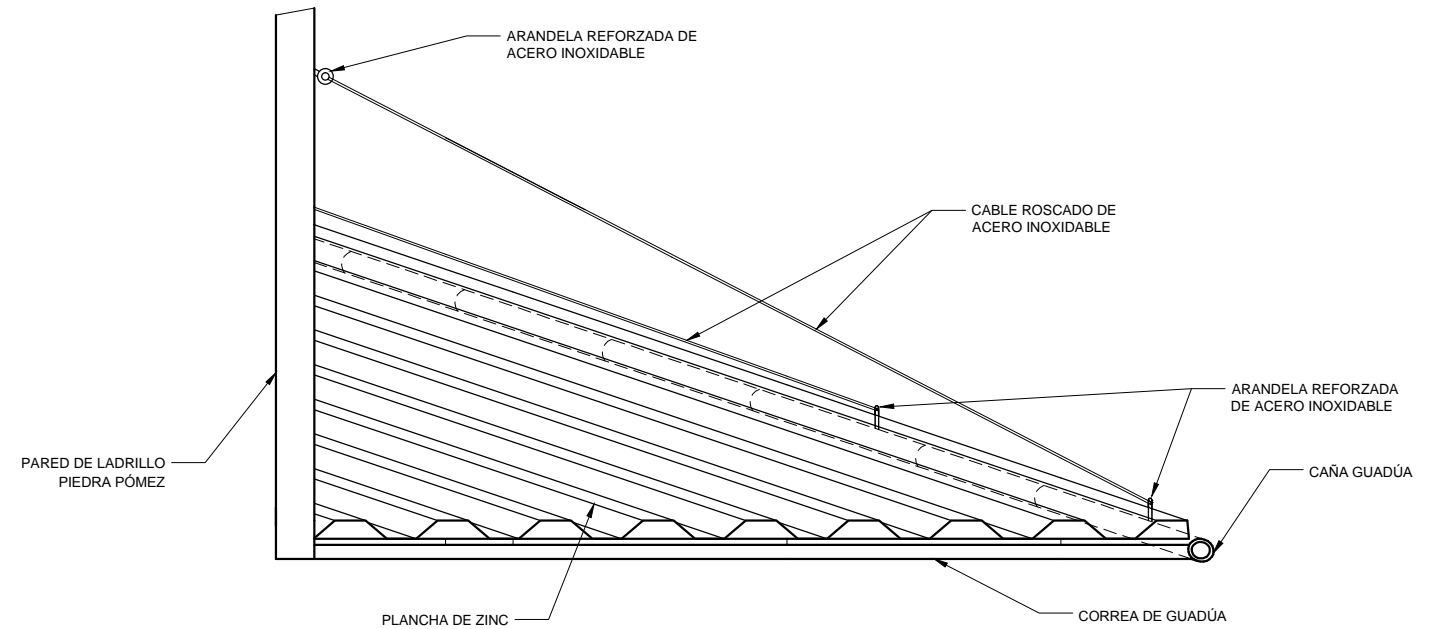 ARANDELA REFORZADA DE
ACERO INOXIDABLE
CABLE ROSCADO DE
ACERO INOXIDABLE
ARANDELA REFORZADA
DE ACERO INOXIDABLE
PARED DE LADRILLO
PIEDRA PÓMEZ
CAÑA GUADÚA
PLANCHA DE ZINC
CORREA DE GUADÚA